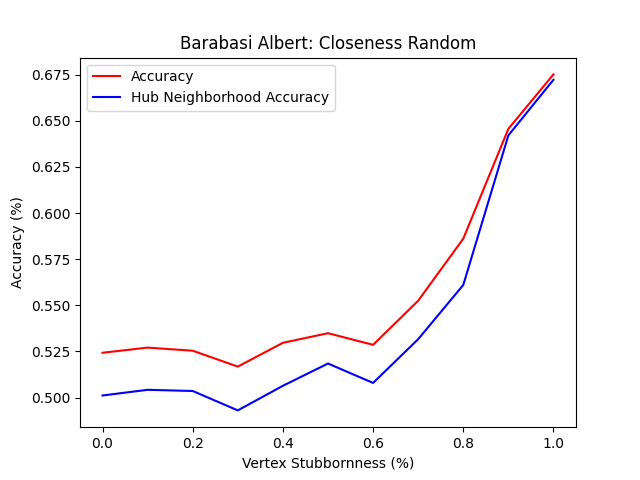 Barabasi Albert: Closeness Random
Accuracy
Hub Neighborhood Accuracy
Accuracy (%)
0.675
0.650
0.625
0.600
0.575
0.550
0.525
0.500
0.0 0.2 0.4 0.6 0.8 1.0
Vertex Stubbornness (%)